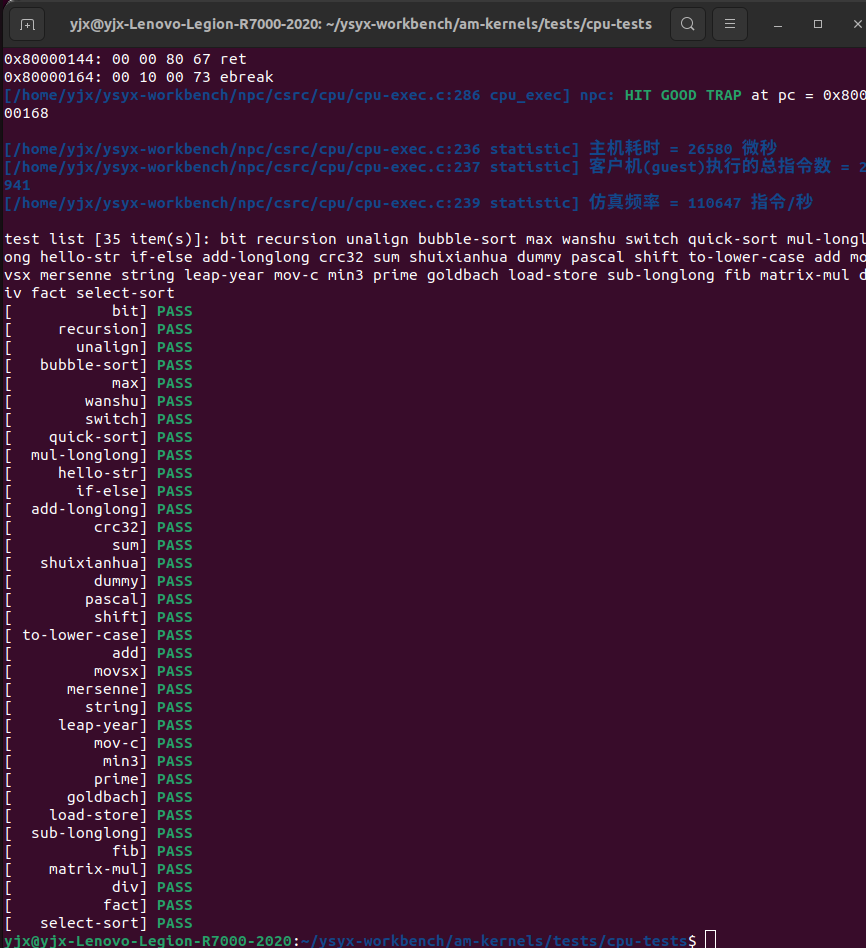 yjx@yjx-Lenovo-Legion-R7000-2020: ~/ysyx-workbench/am-kernels/tests/cpu-tests
0x80000144: 00 00 80 67 ret
0x80000164: 00 10 00 73 ebreak
[/home/yjx/ysyx-workbench/npc/csrc/cpu/cpu-exec.c:286 cpu_exec] npc: HIT GOOD TRAP at pc = 0x800
00168
[/home/yjx/ysyx-workbench/npc/csrc/cpu/cpu-exec.c:236 statistic] 主机耗时 = 26580 微秒
[/home/yjx/ysyx-workbench/npc/csrc/cpu/cpu-exec.c:237 statistic] 客户机(guest)执行的总指令数 = 2
941
[/home/yjx/ysyx-workbench/npc/csrc/cpu/cpu-exec.c:239 statistic] 仿真频率 = 110647 指令/秒
test list [35 item(s)]: bit recursion unalign bubble-sort max wanshu switch quick-sort mul-longl
ong hello-str if-else add-longlong crc32 sum shuixianhua dummy pascal shift to-lower-case add mo
vsx mersenne string leap-year mov-c min3 prime goldbach load-store sub-longlong fib matrix-mul d
iv fact select-sort
[           bit] PASS
[     recursion] PASS
[       unalign] PASS
[   bubble-sort] PASS
[           max] PASS
[        wanshu] PASS
[        switch] PASS
[    quick-sort] PASS
[  mul-longlong] PASS
[     hello-str] PASS
[       if-else] PASS
[  add-longlong] PASS
[         crc32] PASS
[           sum] PASS
[   shuixianhua] PASS
[         dummy] PASS
[        pascal] PASS
[         shift] PASS
[ to-lower-case] PASS
[           add] PASS
[         movsx] PASS
[      mersenne] PASS
[        string] PASS
[     leap-year] PASS
[         mov-c] PASS
[          min3] PASS
[         prime] PASS
[      goldbach] PASS
[    load-store] PASS
[  sub-longlong] PASS
[           fib] PASS
[    matrix-mul] PASS
[           div] PASS
[          fact] PASS
[   select-sort] PASS
yjx@yjx-Lenovo-Legion-R7000-2020:~/ysyx-workbench/am-kernels/tests/cpu-tests$